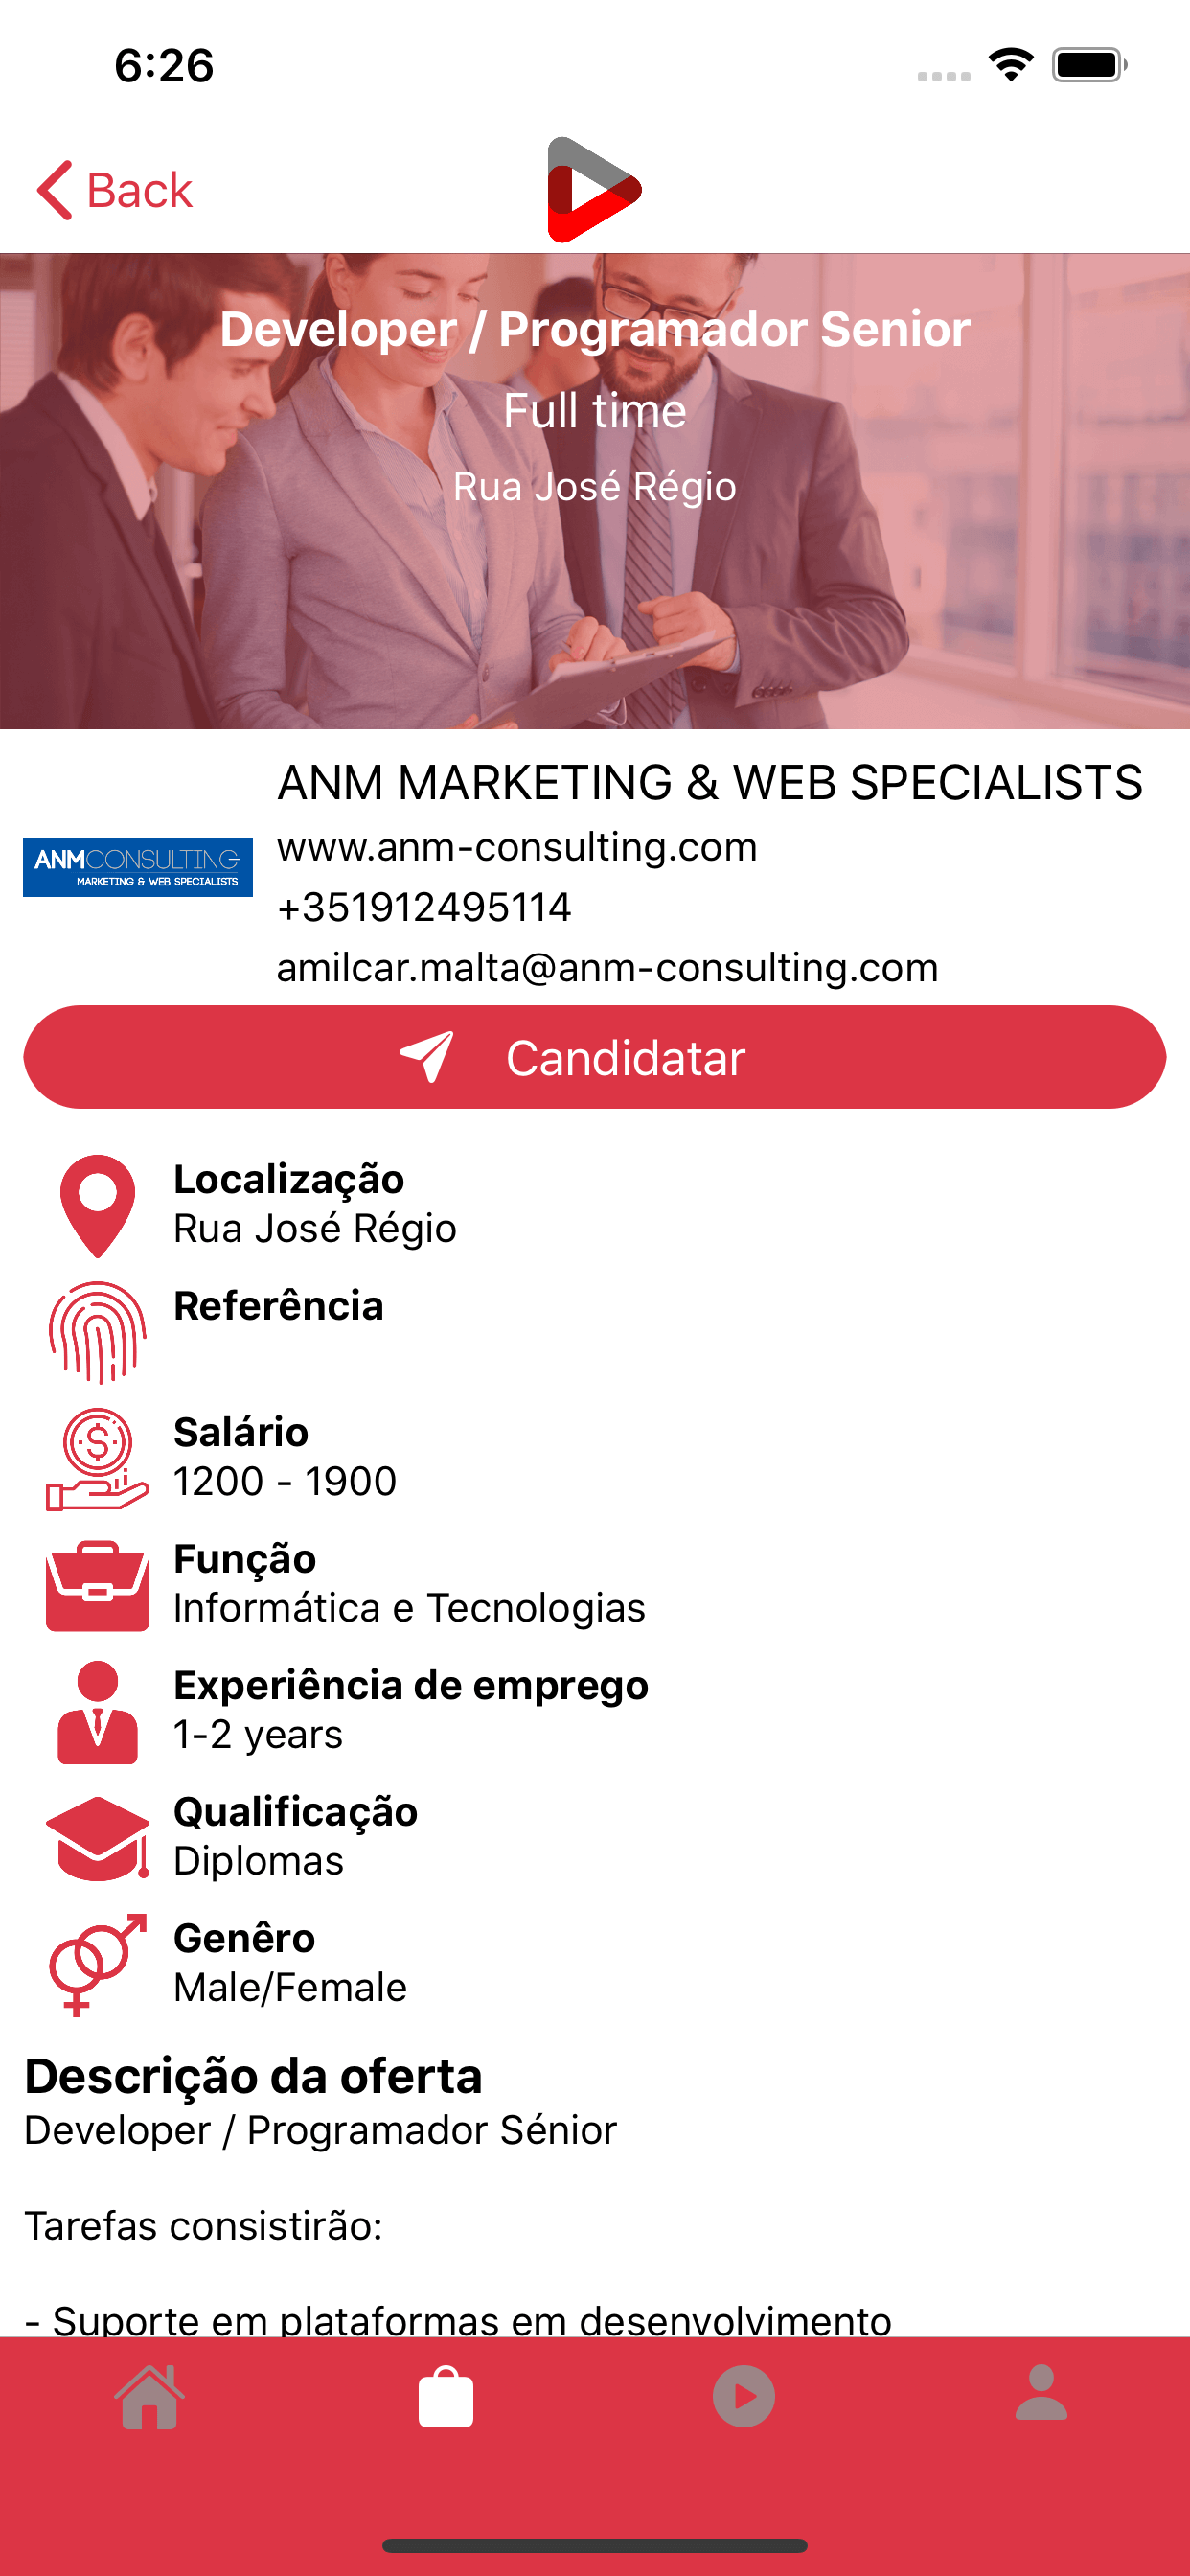 6:26
Back
Developer / Programador Senior
Full time
Rua José Régio
ANM MARKETING & WEB SPECIALISTS
ANMCONSULTING
MARKETING & WEB SPECIALISTS
www.anm-consulting.com
+351912495114
amilcar.malta@anm-consulting.com
Candidatar
Localização
Rua José Régio
Referência
Salário
1200 - 1900
Função
Informática e Tecnologias
Experiência de emprego
1-2 years
Qualificação
Diplomas
Genêro
Male/Female
Descrição da oferta
Developer / Programador Sénior
Tarefas consistirão:
- Suporte em plataformas em desenvolvimento